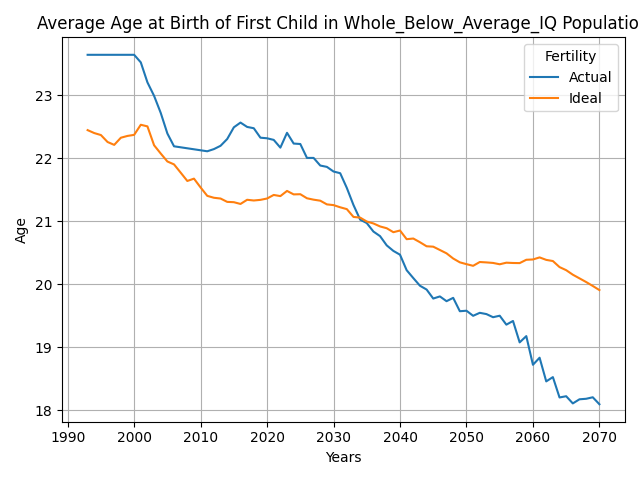 Average Age at Birth of First Child in Whole_Below_Average_IQ Populatio
Fertility
Actual
Ideal
23
22
21
20
19
18
Age
1990 2000 2010 2020 2030 2040 2050 2060 2070
Years